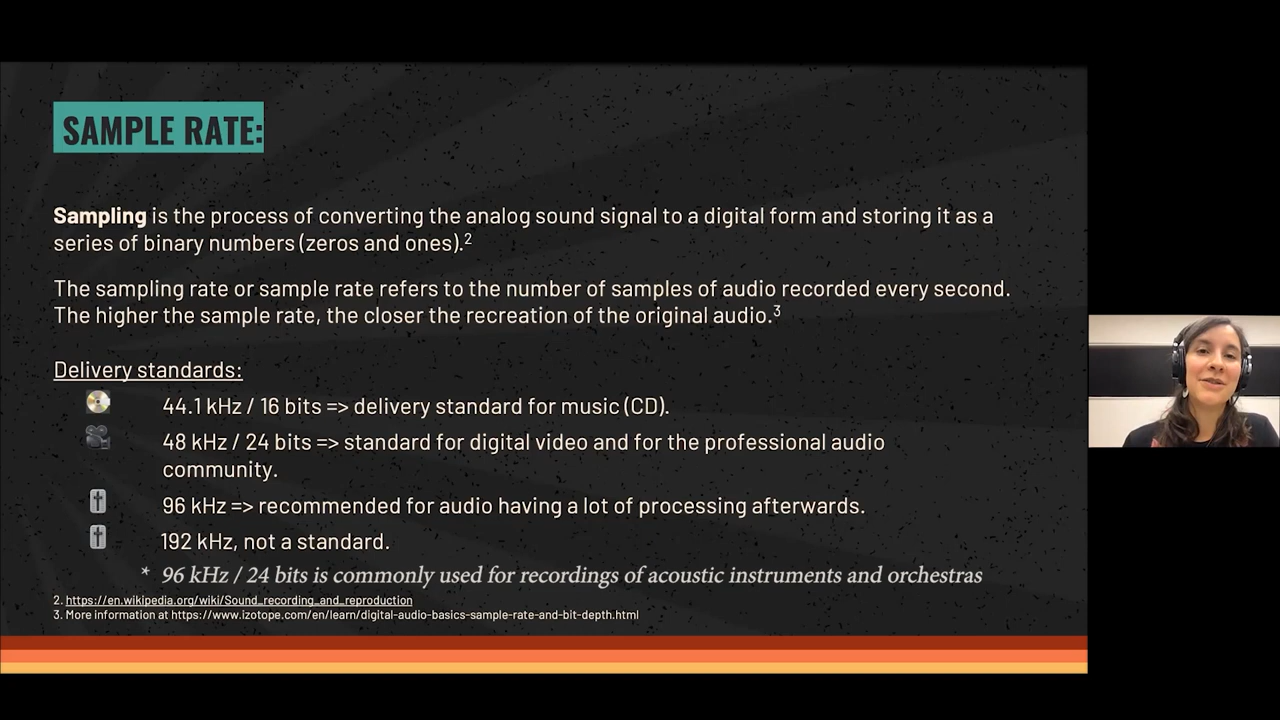 SAMPLE RATE:
Sampling is the process of converting the analog sound signal to a digital form and storing it as a
series of binary numbers (zeros and ones).2
The sampling rate or sample rate refers to the number of samples of audio recorded every second.
The higher the sample rate, the closer the recreation of the original audio.3
Delivery standards:
44.1 kHz / 16 bits => delivery standard for music (CD).
48 kHz / 24 bits => standard for digital video and for the professional audio
community.
96 kHz => recommended for audio having a lot of processing afterwards.
192 kHz, not a standard.
* 96 kHz / 24 bits is commonly used for recordings of acoustic instruments and orchestras
2. https://en.wikipedia.org/wiki/Sound_recording_and_reproduction
3. More information at https://www.izotope.com/en/learn/digital-audio-basics-sample-rate-and-bit-depth.html